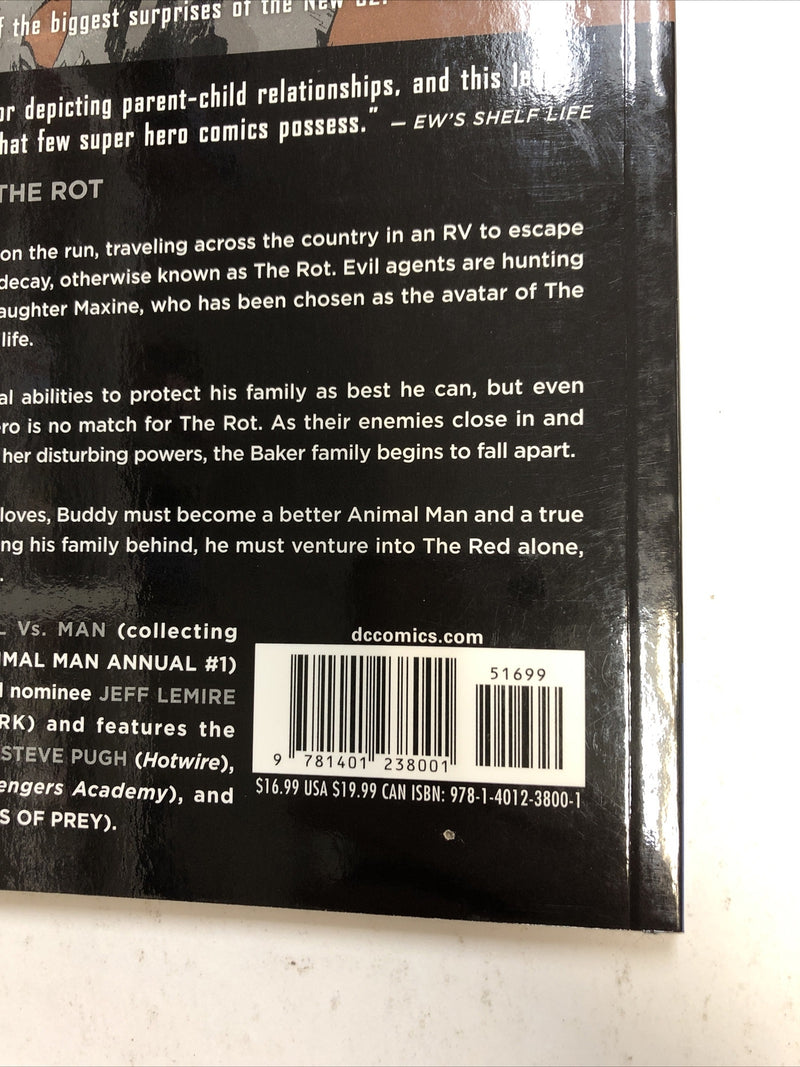 f the biggest surprises of the New 52.
or depicting parent-child relationships, and this
hat few super hero comics possess." — EW'S SHELF LIFE
THE ROT
on the run, traveling across the country in an RV to escape
decay, otherwise known as The Rot. Evil agents are hunting
aughter Maxine, who has been chosen as the avatar of The
life.
al abilities to protect his family as best he can, but even
ero is no match for The Rot. As their enemies close in and
her disturbing powers, the Baker family begins to fall apart.
loves, Buddy must become a better Animal Man and a true
ng his family behind, he must venture into The Red alone,
.
L Vs. MAN (collecting
IMAL MAN ANNUAL #1)
l nominee JEFF LEMIRE
RK) and features the
STEVE PUGH (Hotwire),
engers Academy), and
S OF PREY).
dccomics.com
51699
9 781401 238001
$16.99 USA $19.99 CAN ISBN: 978-1-4012-3800-1